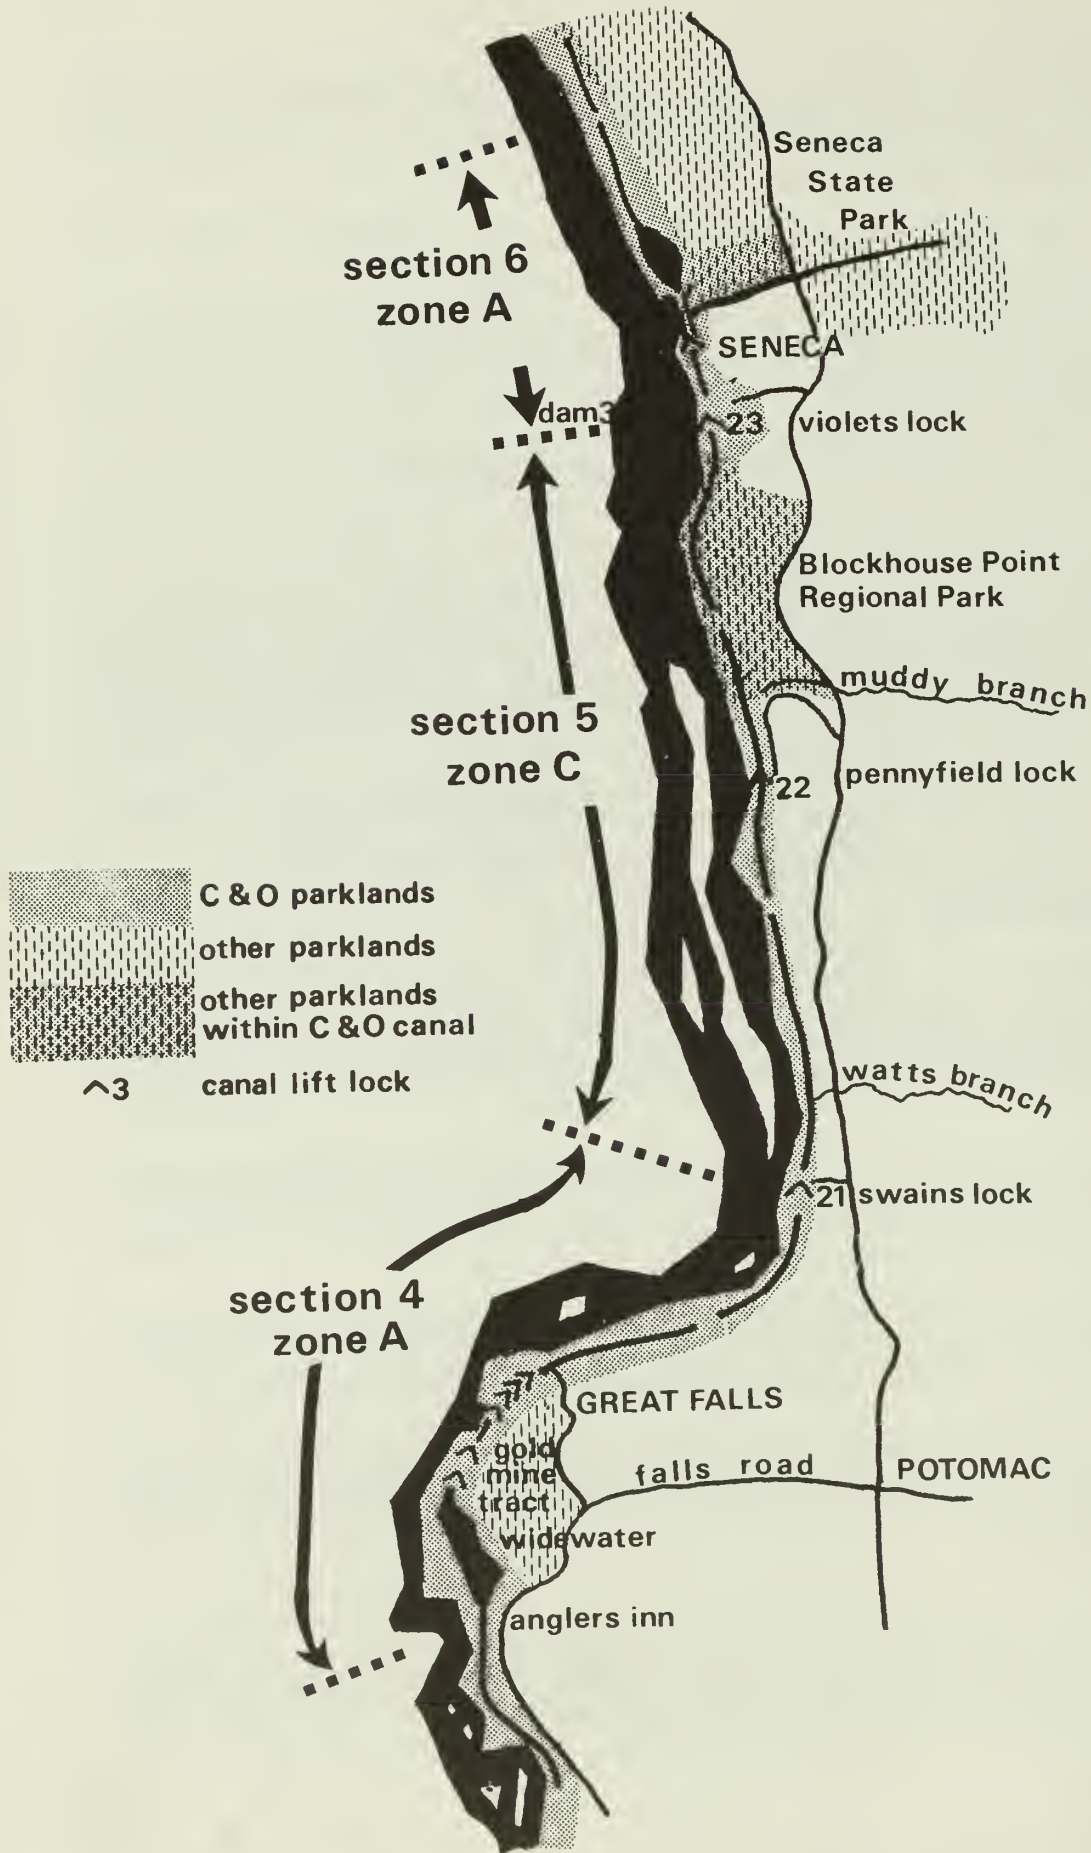 Seneca
State
Park
section 6
zone A
SENECA
dam3
23
violets lock
Blockhouse Point
Regional Park
muddy branch
section 5
zone C
22
pennyfield lock
C & O parklands
other parklands
other parklands
within C & O canal
^3 canal lift lock
watts branch
21 swains lock
section 4
zone A
GREAT FALLS
gold
mine
tract
falls road
POTOMAC
widewater
anglers inn